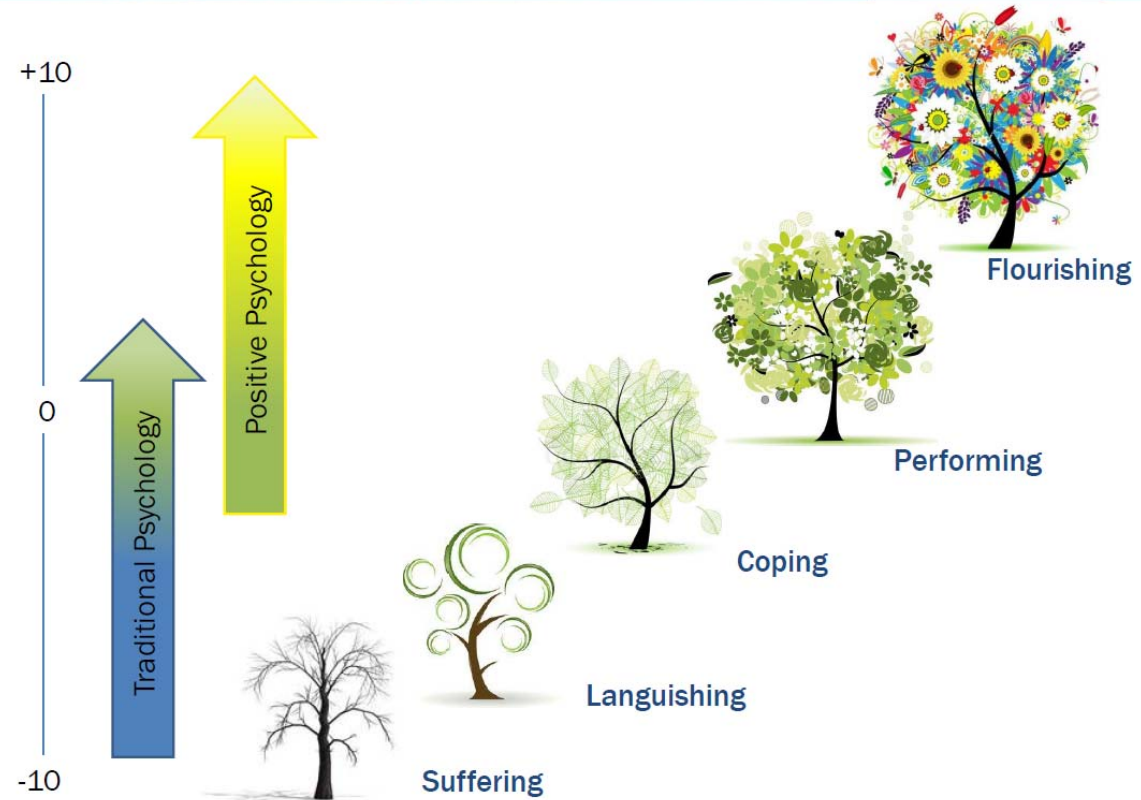 +10
0
-10
Traditional Psychology
Positive Psychology
Flourishing
Performing
Coping
Languishing
Suffering